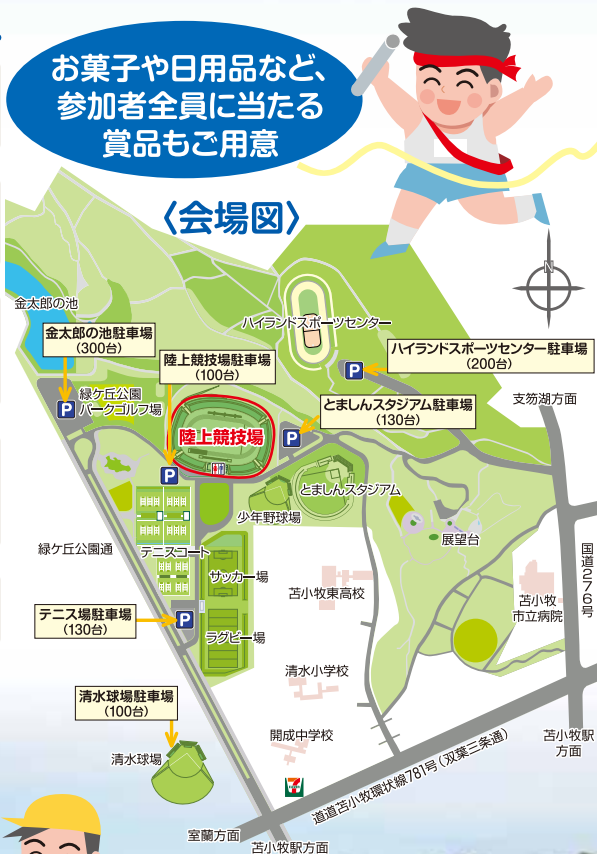 お菓子や日用品など、
参加者全員に当たる
賞品もご用意
〈会場図〉
N
金太郎の池
金太郎の池駐車場
（300台）
陸上競技場駐車場
（100台）
ハイランドスポーツセンター
ハイランドスポーツセンター駐車場
（200台）
P
P
緑ケ丘公園
パークゴルフ場
とましんスタジアム駐車場
（130台）
支笏湖方面
陸上競技場
P
P
とましんスタジアム
少年野球場
緑ケ丘公園通
テニスコート
展望台
国道276号
サッカー場
苫小牧東高校
苫小牧
市立病院
テニス場駐車場
（130台）
P
ラグビー場
清水小学校
清水球場駐車場
（100台）
開成中学校
苫小牧駅
方面
清水球場
7
道道苫小牧環状線781号（双葉三条通）
室蘭方面
苫小牧駅方面